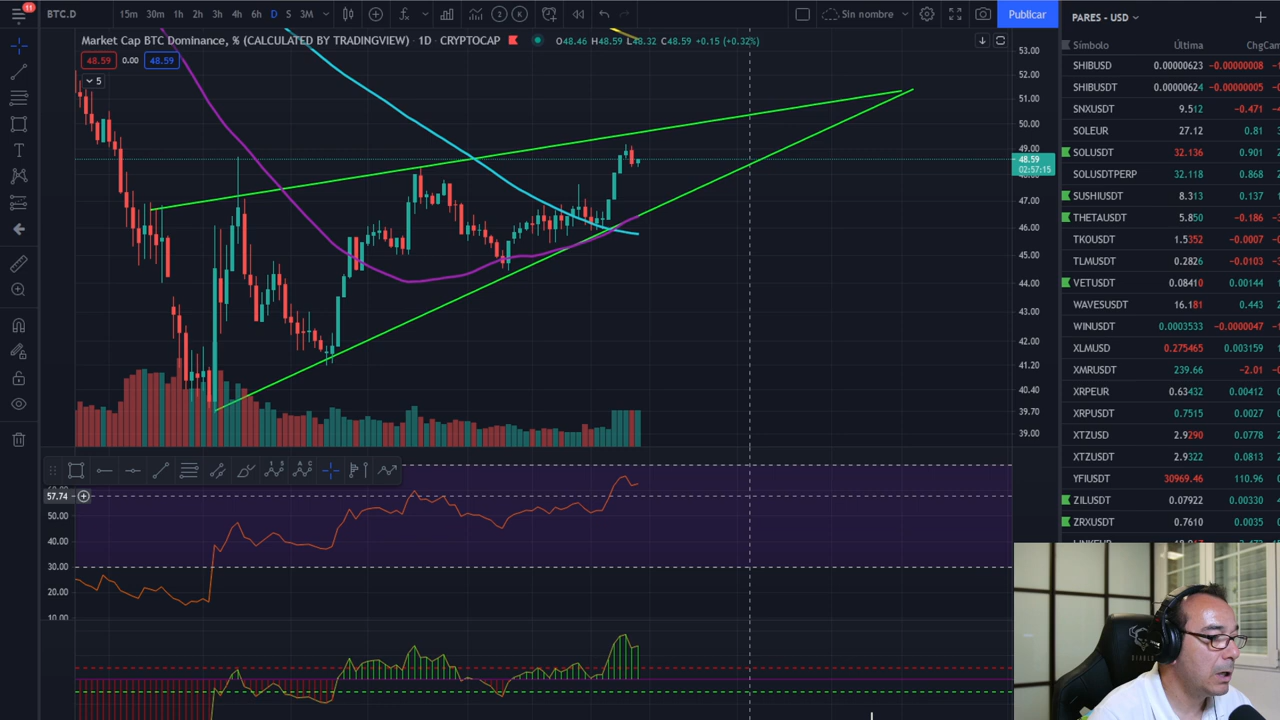 11
BTC.D
15m 30m 1h 2h 3h 4h 6h D S 3M
2 K
Sin nombre
Publicar
PARES - USD
Market Cap BTC Dominance, % (CALCULATED BY TRADINGVIEW) · 1D · CRYPTOCAP
O48.46 H48.59 L48.32 C48.59 +0.15 (+0.32%)
48.59 0.00 48.59
5
53.00
52.00
51.00
50.00
49.00
48.59
02:57:15
47.00
46.00
45.00
44.00
43.00
42.00
41.20
40.40
39.70
39.00
57.74
50.00
40.00
30.00
10.00
Símbolo Última Chg
SHIBUSD 0.00000623 -0.00000008
SHIBUSDT 0.00000624 -0.00000005
SNXUSDT 9.512 -0.471
SOLEUR 27.12 0.81
SOLUSDT 32.136 0.901
SOLUSDTPERP 32.118 0.868
SUSHIUSDT 8.313 0.137
THETAUSDT 5.850 -0.186
TKOUSDT 1.5352 -0.0007
TLMUSDT 0.2826 -0.0103
VETUSDT 0.08410 0.00144
WAVESUSDT 16.181 0.443
WINUSDT 0.0003533 -0.0000047
XLMUSD 0.275465 0.003159
XMRUSDT 239.66 -2.01
XRPEUR 0.63432 0.00412
XRPUSDT 0.7515 0.0027
XTZUSD 2.9290 0.0778
XTZUSDT 2.9322 0.0813
YFIUSDT 30969.46 110.96
ZILUSDT 0.07922 0.00330
ZRXUSDT 0.7610 0.0035